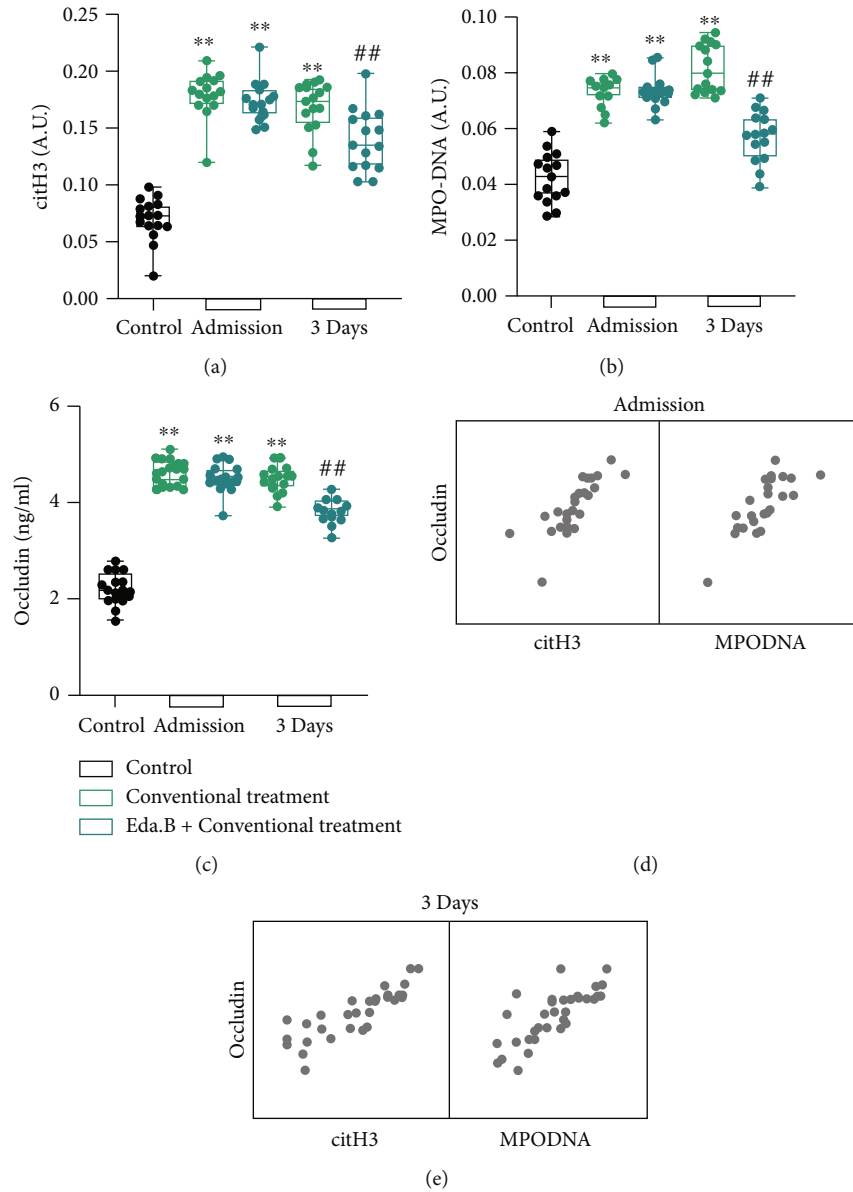 citH3 (A.U.)
0.25
0.20
0.15
0.10
0.05
0.00
** ** ** ##
Control Admission 3 Days
(a)
MPO-DNA (A.U.)
0.10
0.08
0.06
0.04
0.02
0.00
** ** ** ##
Control Admission 3 Days
(b)
Occludin (ng/ml)
6
4
2
0
** ** ** ##
Control Admission 3 Days
Control
Conventional treatment
Eda.B + Conventional treatment
(c)
Admission
Occludin
citH3 MPODNA
(d)
3 Days
Occludin
citH3 MPODNA
(e)